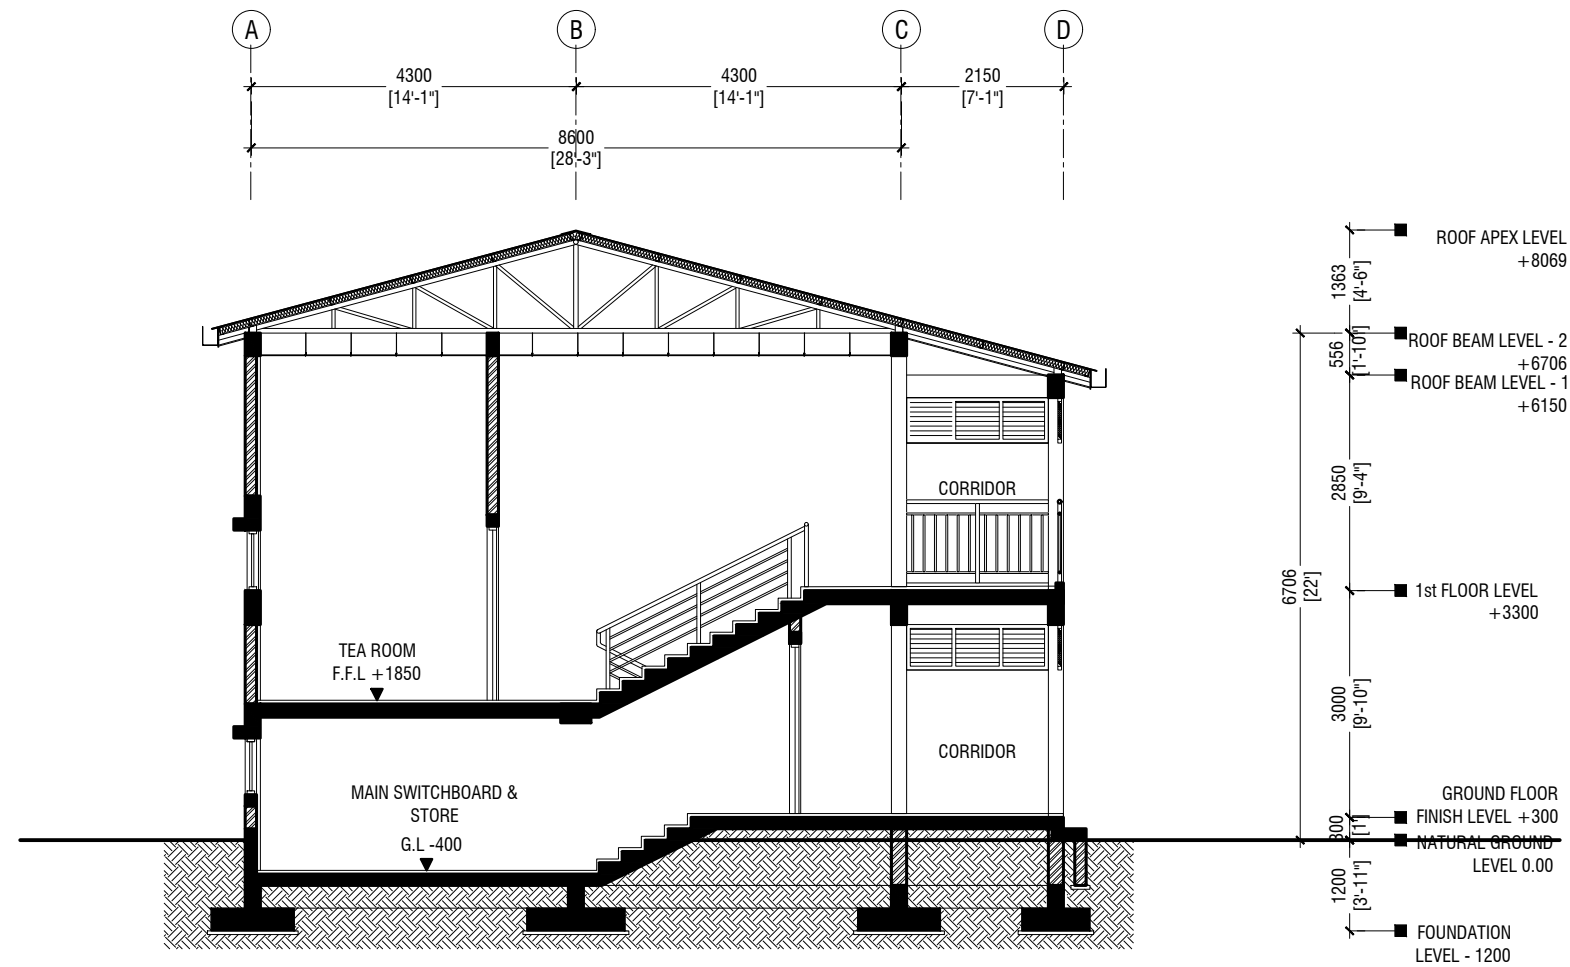 A B C D
4300 4300 2150
[14'-1"] [14'-1"] [7'-1"]
8600
[28'-3"]
ROOF APEX LEVEL
+8069
1363
[4'-6"]
ROOF BEAM LEVEL - 2
+6706
556
[1'-10"]
ROOF BEAM LEVEL - 1
+6150
2850
[9'-4"]
CORRIDOR
6706
[22']
1st FLOOR LEVEL
+3300
TEA ROOM
F.F.L +1850
3000
[9'-10"]
CORRIDOR
MAIN SWITCHBOARD &
STORE
G.L -400
GROUND FLOOR
FINISH LEVEL +300
300
[1']
NATURAL GROUND
LEVEL 0.00
1200
[3'-11"]
FOUNDATION
LEVEL - 1200